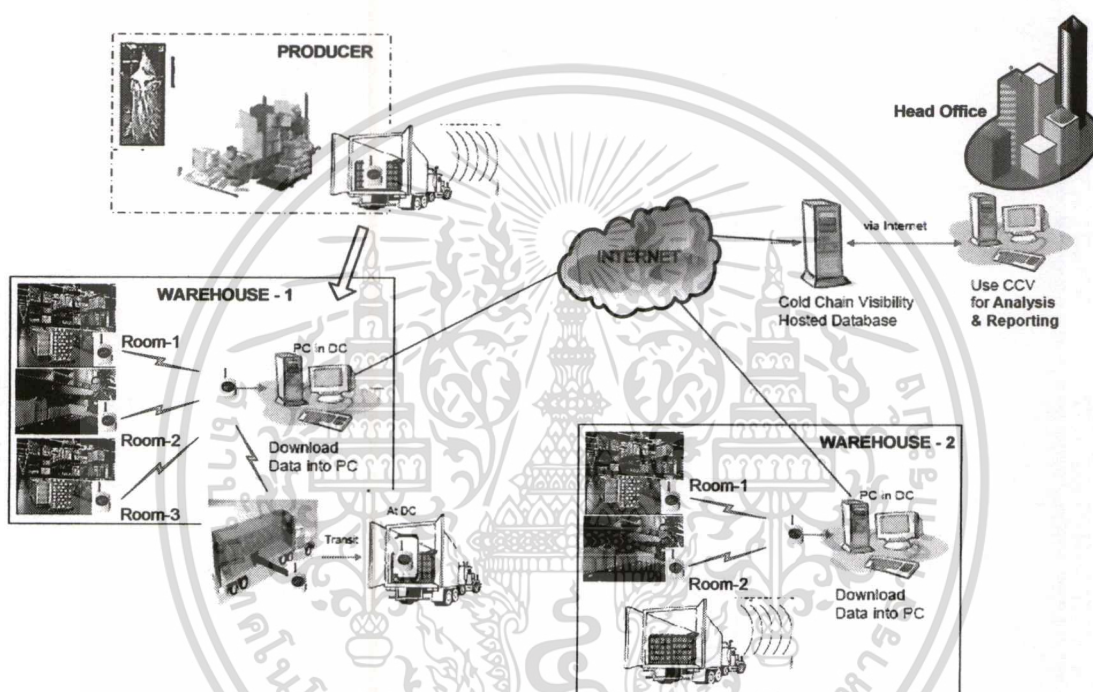 PRODUCER
Head Office
INTERNET
via Internet
Cold Chain Visibility
Hosted Database
Use CCV
for Analysis
& Reporting
WAREHOUSE - 1
Room-1
Room-2
Room-3
PC in DC
Download
Data into PC
Transit
At DC
WAREHOUSE - 2
Room-1
Room-2
PC in DC
Download
Data into PC